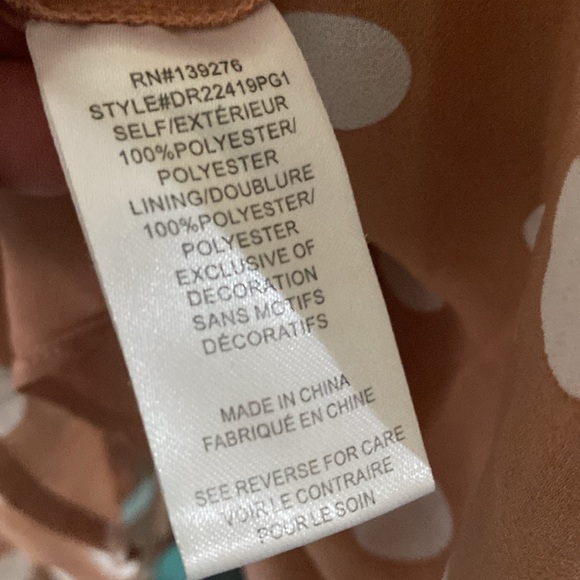 RN#139276
STYLE#DR22419PG1
SELF/EXTÉRIEUR
100%POLYESTER/
POLYESTER
LINING/DOUBLURE
100%POLYESTER/
POLYESTER
EXCLUSIVE OF
DECORATION
SANS MOTIFS
DÉCORATIFS
MADE IN CHINA
FABRIQUÉ EN CHINE
SEE REVERSE FOR CARE
VOIR LE CONTRAIRE
POUR LE SOIN